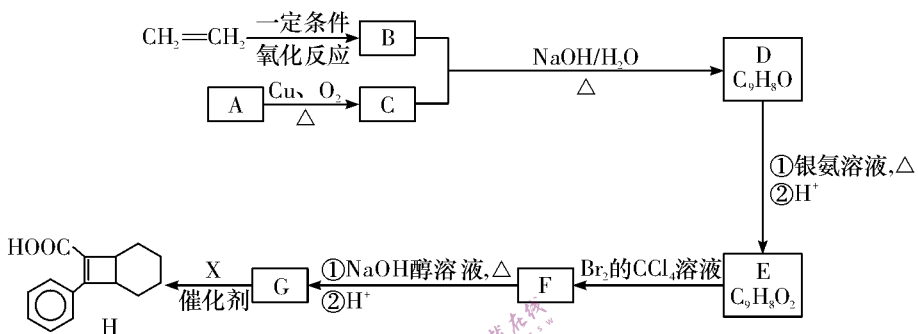 CH₂=CH₂ 一定条件 氧化反应 B
A Cu、O₂ △ C
NaOH/H₂O △
D C₉H₈O
①银氨溶液,△
②H⁺
E C₉H₈O₂
Br₂的CCl₄溶液
F
①NaOH醇溶液,△
②H⁺
G
X
催化剂
HOOC
H